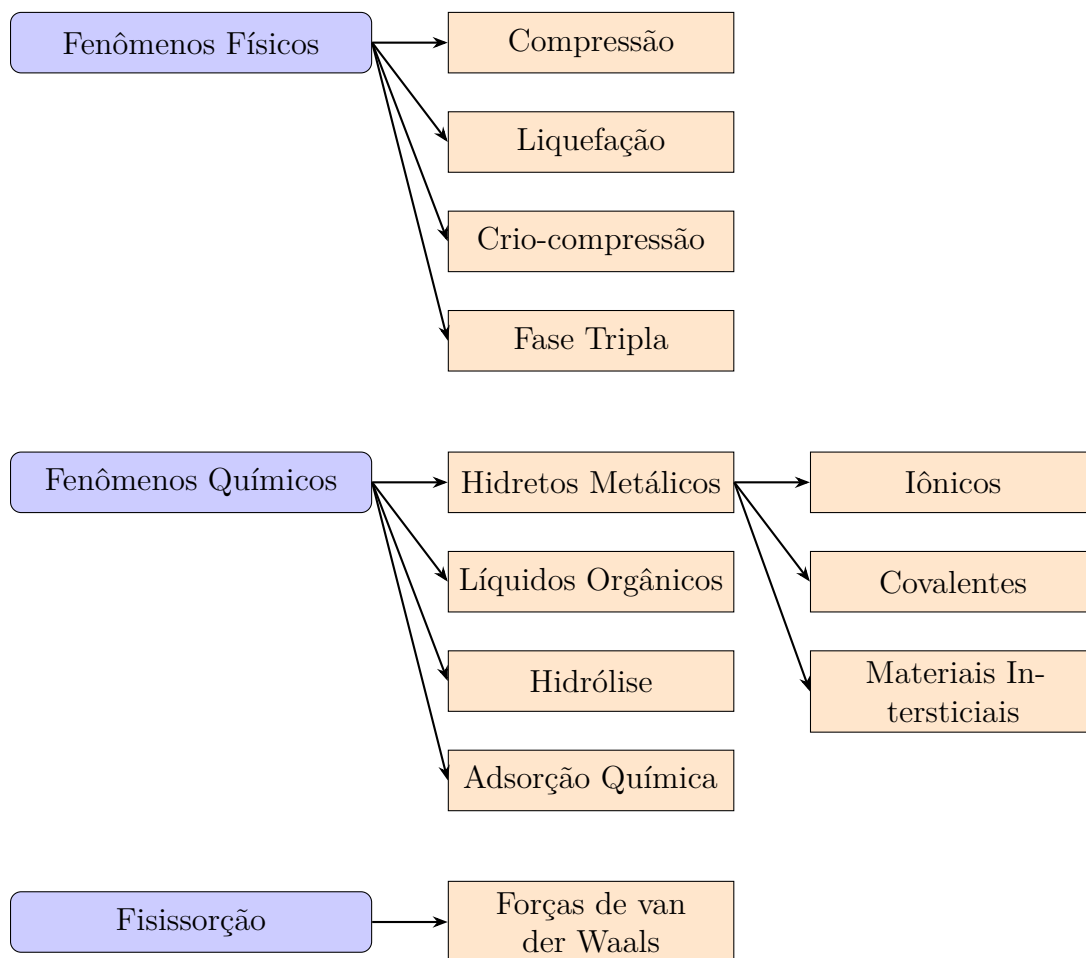 Fenômenos Físicos
Compressão
Liquefação
Crio-compressão
Fase Tripla
Fenômenos Químicos
Hidretos Metálicos
Iônicos
Líquidos Orgânicos
Covalentes
Hidrólise
Materiais In-
tersticiais
Adsorção Química
Fisissorção
Forças de van
der Waals